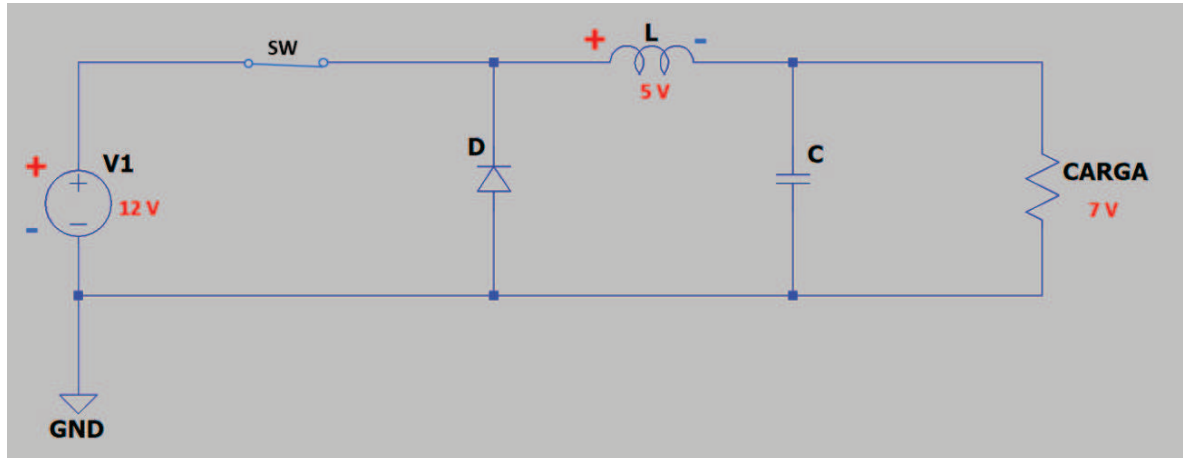 SW
+ L -
5 V
D
C
+ V1
12 V
-
CARGA
7 V
GND